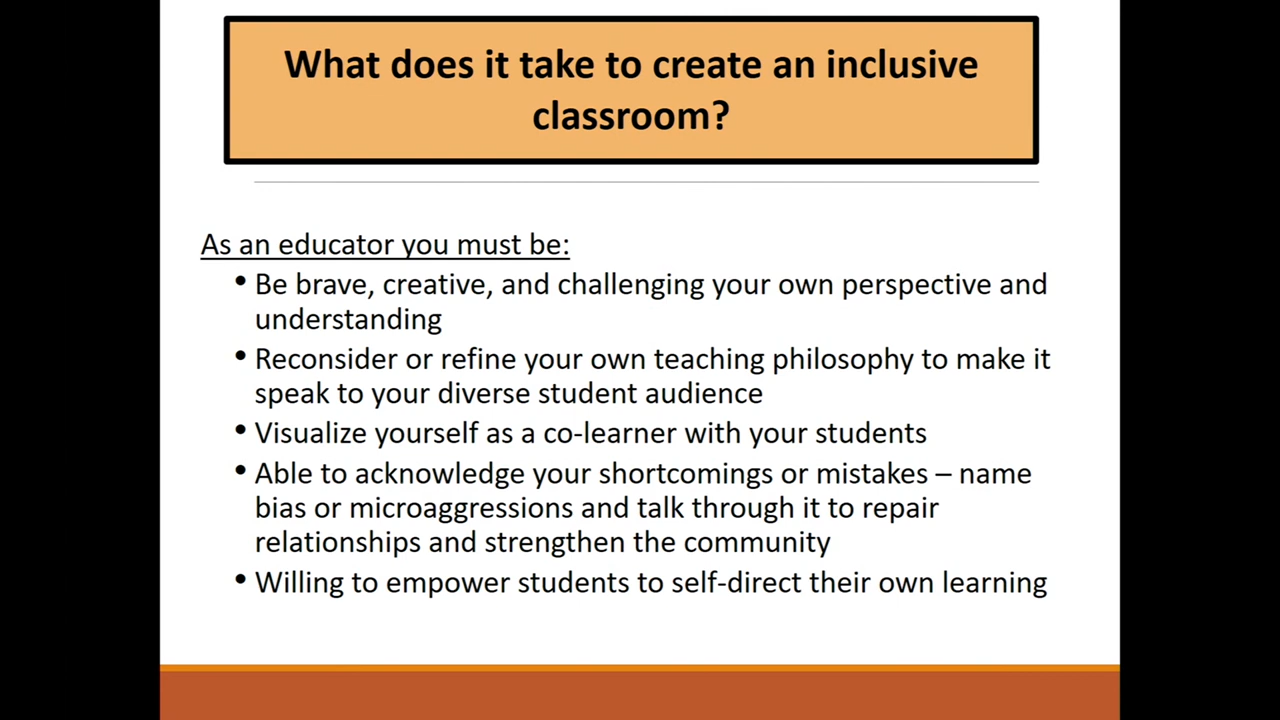 What does it take to create an inclusive
classroom?
As an educator you must be:
• Be brave, creative, and challenging your own perspective and
understanding
• Reconsider or refine your own teaching philosophy to make it
speak to your diverse student audience
• Visualize yourself as a co-learner with your students
• Able to acknowledge your shortcomings or mistakes – name
bias or microaggressions and talk through it to repair
relationships and strengthen the community
• Willing to empower students to self-direct their own learning